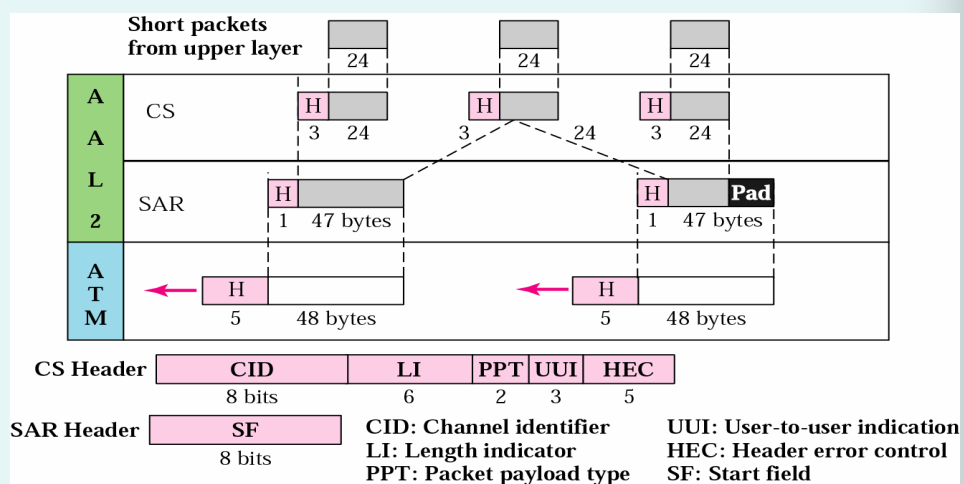 Short packets
from upper layer
24 24 24
A A L 2
CS
H H H
3 24 3 24 3 24
SAR
H H Pad
1 47 bytes 1 47 bytes
A T M
H H
5 48 bytes 5 48 bytes
CS Header CID LI PPT UUI HEC
8 bits 6 2 3 5
SAR Header SF
8 bits
CID: Channel identifier
LI: Length indicator
PPT: Packet payload type
UUI: User-to-user indication
HEC: Header error control
SF: Start field